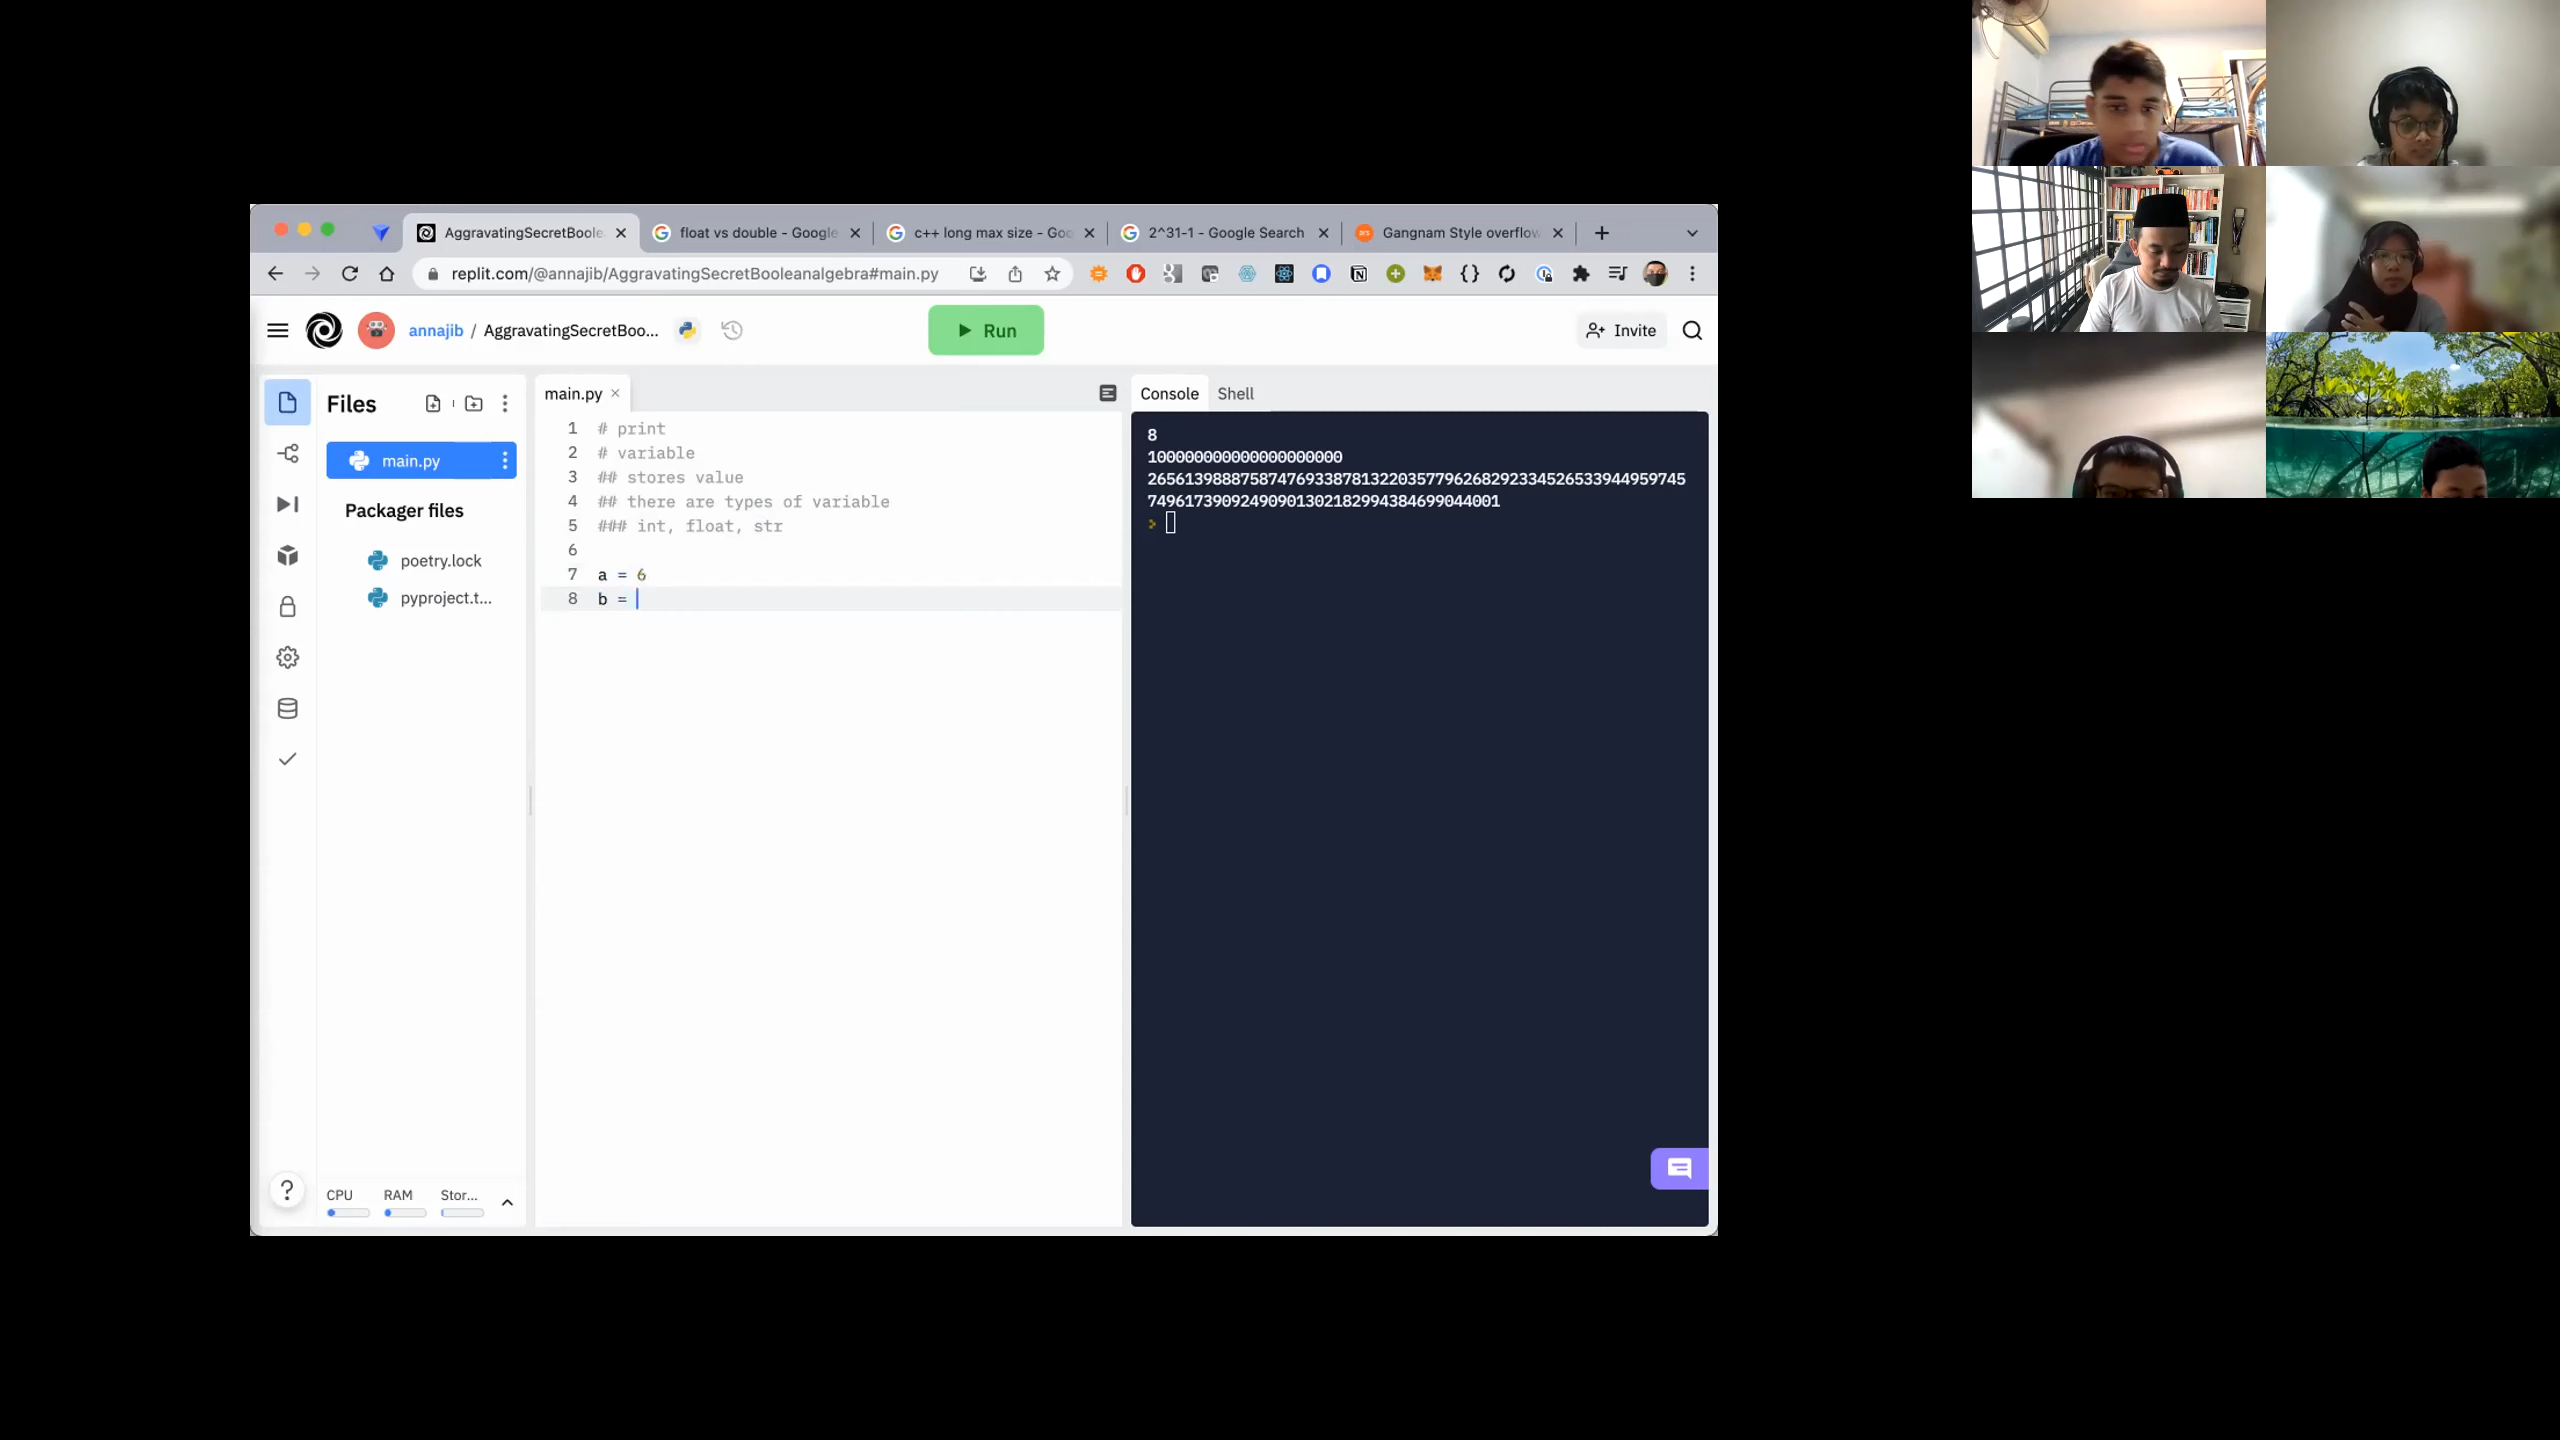 AggravatingSecretBoole
float vs double - Google
c++ long max size - Goo
2^31-1 - Google Search
Gangnam Style overflow
replit.com/@annajib/AggravatingSecretBooleanalgebra#main.py
annajib / AggravatingSecretBoo...
Run
Invite
Files
main.py
Packager files
poetry.lock
pyproject.t...
CPU
RAM
Stor...
main.py
1 # print
2 # variable
3 ## stores value
4 ## there are types of variable
5 ### int, float, str
6
7 a = 6
8 b =
Console
Shell
8
100000000000000000000
2656139888758747693387813220357796268292334526533944959745
7496173909249090130218299438469904​4001
>